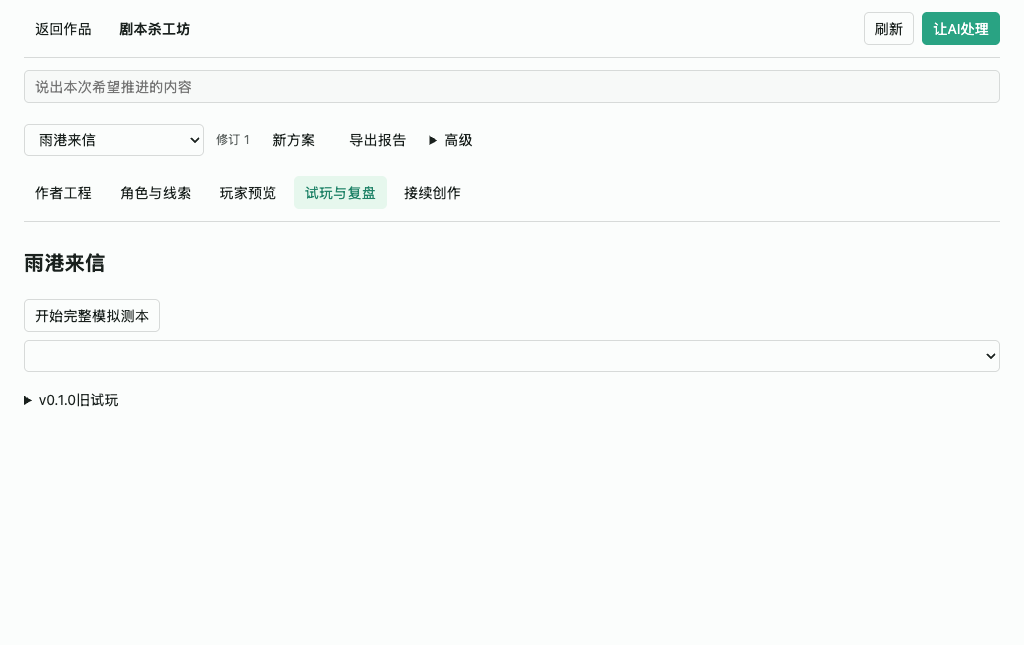 返回作品 剧本杀工坊 刷新 让AI处理
说出本次希望推进的内容
雨港来信 修订 1 新方案 导出报告 ▶ 高级
作者工程 角色与线索 玩家预览 试玩与复盘 接续创作
雨港来信
开始完整模拟测本
▶ v0.1.0旧试玩